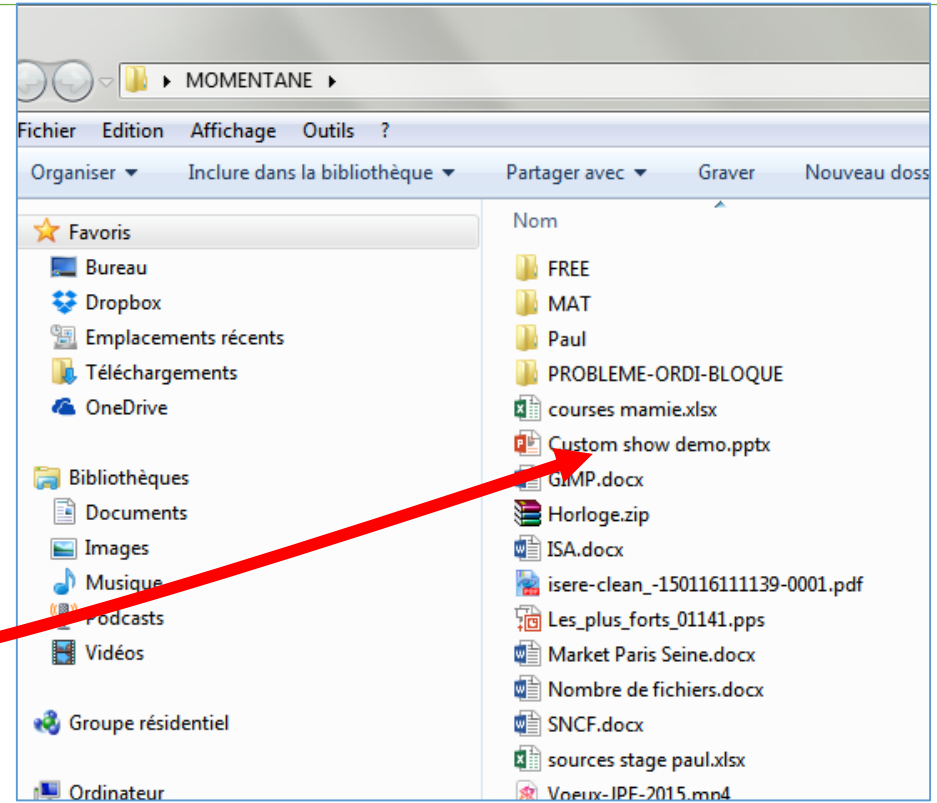 MOMENTANE
Fichier Edition Affichage Outils ?
Organiser Inclure dans la bibliothèque Partager avec Graver Nouveau doss
Favoris
Bureau
Dropbox
Emplacements récents
Téléchargements
OneDrive
Bibliothèques
Documents
Images
Musique
Podcasts
Vidéos
Groupe résidentiel
Ordinateur
Nom
FREE
MAT
Paul
PROBLEME-ORDI-BLOQUE
courses mamie.xlsx
Custom show demo.pptx
GIMP.docx
Horloge.zip
ISA.docx
isere-clean_-150116111139-0001.pdf
Les_plus_forts_01141.pps
Market Paris Seine.docx
Nombre de fichiers.docx
SNCF.docx
sources stage paul.xlsx
Voeux-JPF-2015.mp4